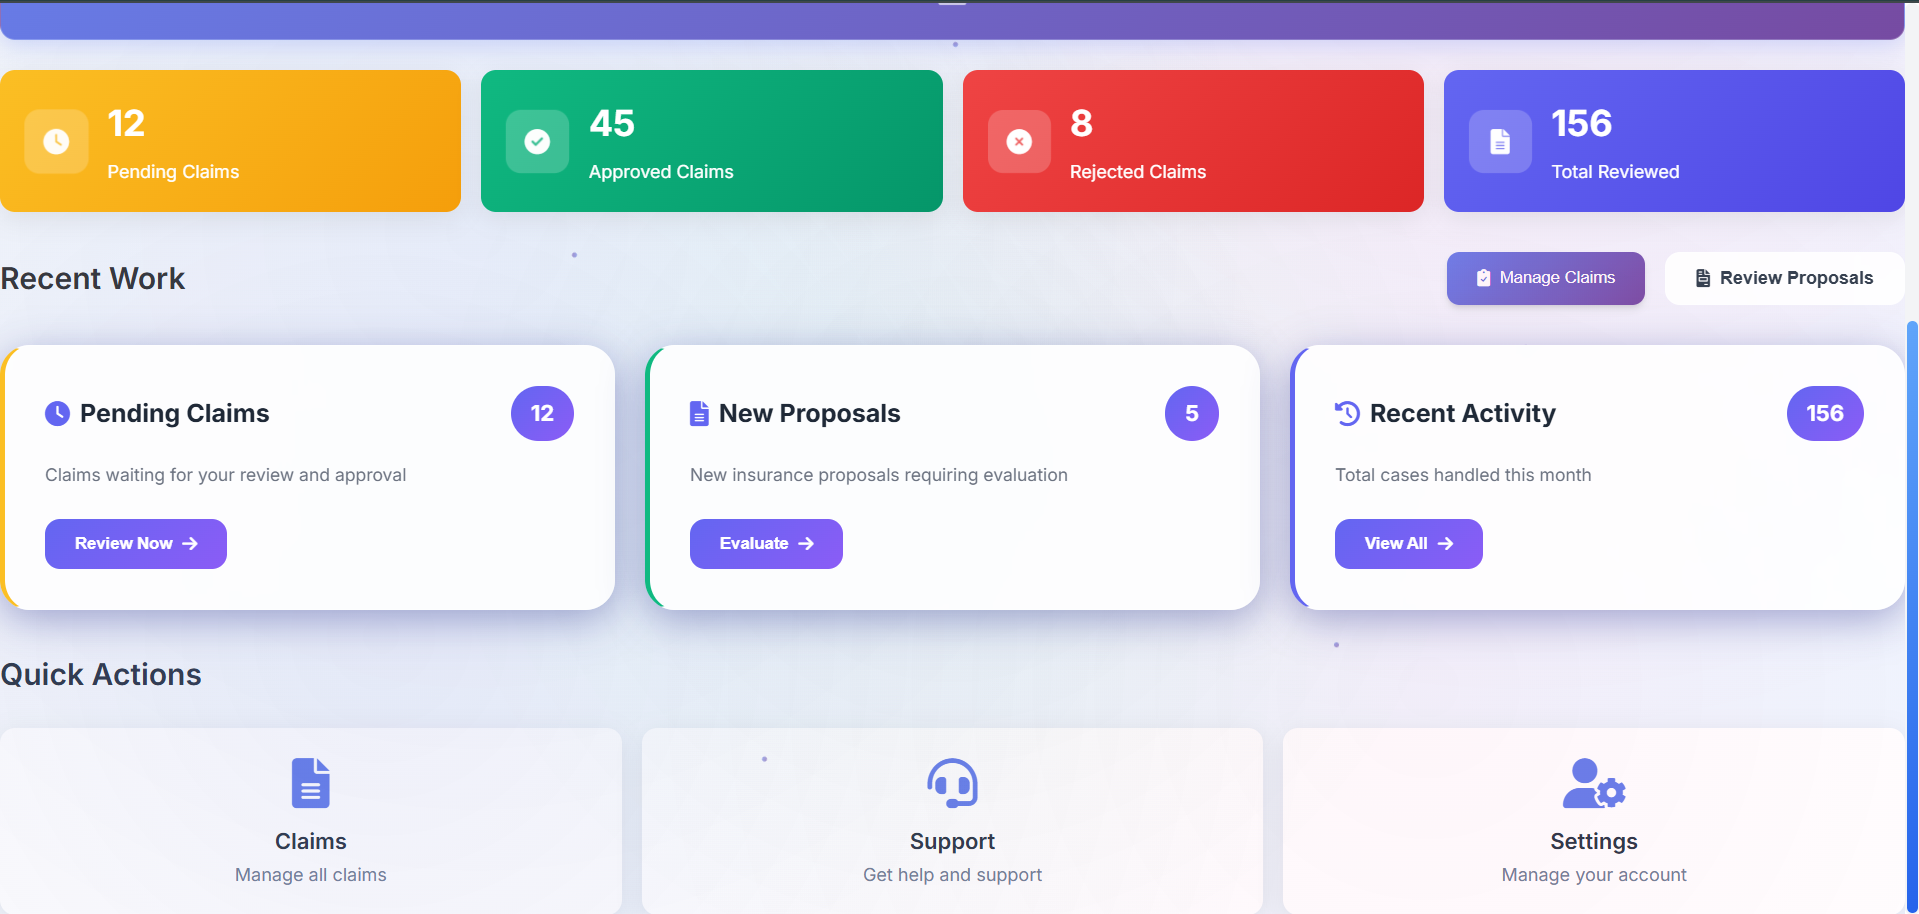 12
Pending Claims
45
Approved Claims
8
Rejected Claims
156
Total Reviewed
Recent Work
Manage Claims
Review Proposals
Pending Claims
12
Claims waiting for your review and approval
Review Now
New Proposals
5
New insurance proposals requiring evaluation
Evaluate
Recent Activity
156
Total cases handled this month
View All
Quick Actions
Claims
Manage all claims
Support
Get help and support
Settings
Manage your account